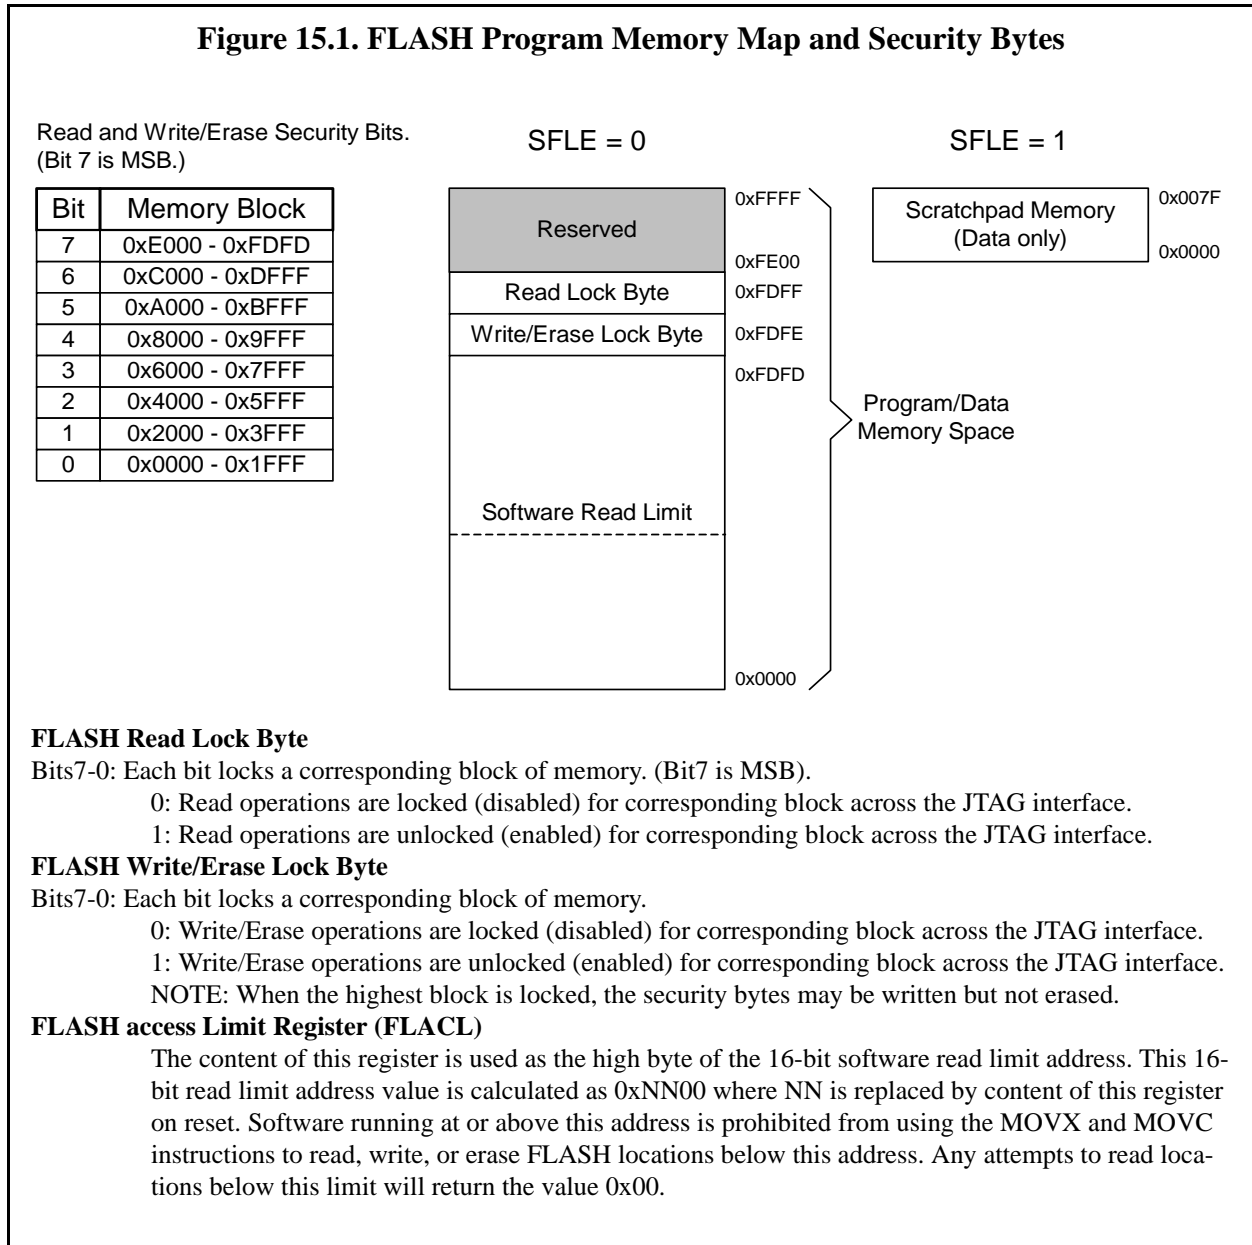 Figure 15.1. FLASH Program Memory Map and Security Bytes
Read and Write/Erase Security Bits.
(Bit 7 is MSB.)
Bit Memory Block
7 0xE000 - 0xFDFD
6 0xC000 - 0xDFFF
5 0xA000 - 0xBFFF
4 0x8000 - 0x9FFF
3 0x6000 - 0x7FFF
2 0x4000 - 0x5FFF
1 0x2000 - 0x3FFF
0 0x0000 - 0x1FFF
SFLE = 0
Reserved
0xFFFF
0xFE00
Read Lock Byte 0xFDFF
Write/Erase Lock Byte 0xFDFE
0xFDFD
Software Read Limit
0x0000
Program/Data
Memory Space
SFLE = 1
Scratchpad Memory
(Data only)
0x007F
0x0000
FLASH Read Lock Byte
Bits7-0: Each bit locks a corresponding block of memory. (Bit7 is MSB).
0: Read operations are locked (disabled) for corresponding block across the JTAG interface.
1: Read operations are unlocked (enabled) for corresponding block across the JTAG interface.
FLASH Write/Erase Lock Byte
Bits7-0: Each bit locks a corresponding block of memory.
0: Write/Erase operations are locked (disabled) for corresponding block across the JTAG interface.
1: Write/Erase operations are unlocked (enabled) for corresponding block across the JTAG interface.
NOTE: When the highest block is locked, the security bytes may be written but not erased.
FLASH access Limit Register (FLACL)
The content of this register is used as the high byte of the 16-bit software read limit address. This 16-
bit read limit address value is calculated as 0xNN00 where NN is replaced by content of this register
on reset. Software running at or above this address is prohibited from using the MOVX and MOVC
instructions to read, write, or erase FLASH locations below this address. Any attempts to read loca-
tions below this limit will return the value 0x00.